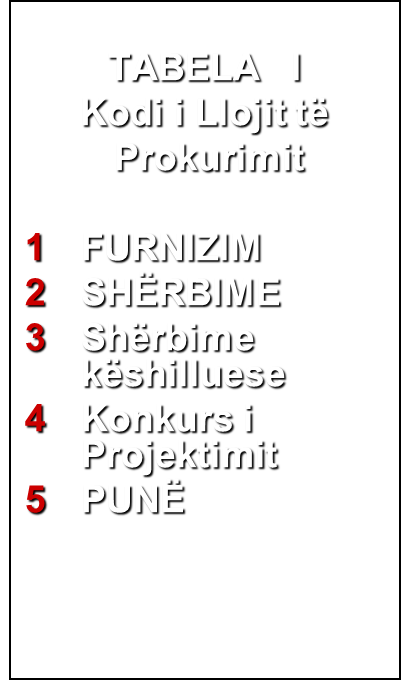 TABELA I
Kodi i Llojit të
Prokurimit
1 FURNIZIM
2 SHËRBIME
3 Shërbime
këshilluese
4 Konkurs i
Projektimit
5 PUNË